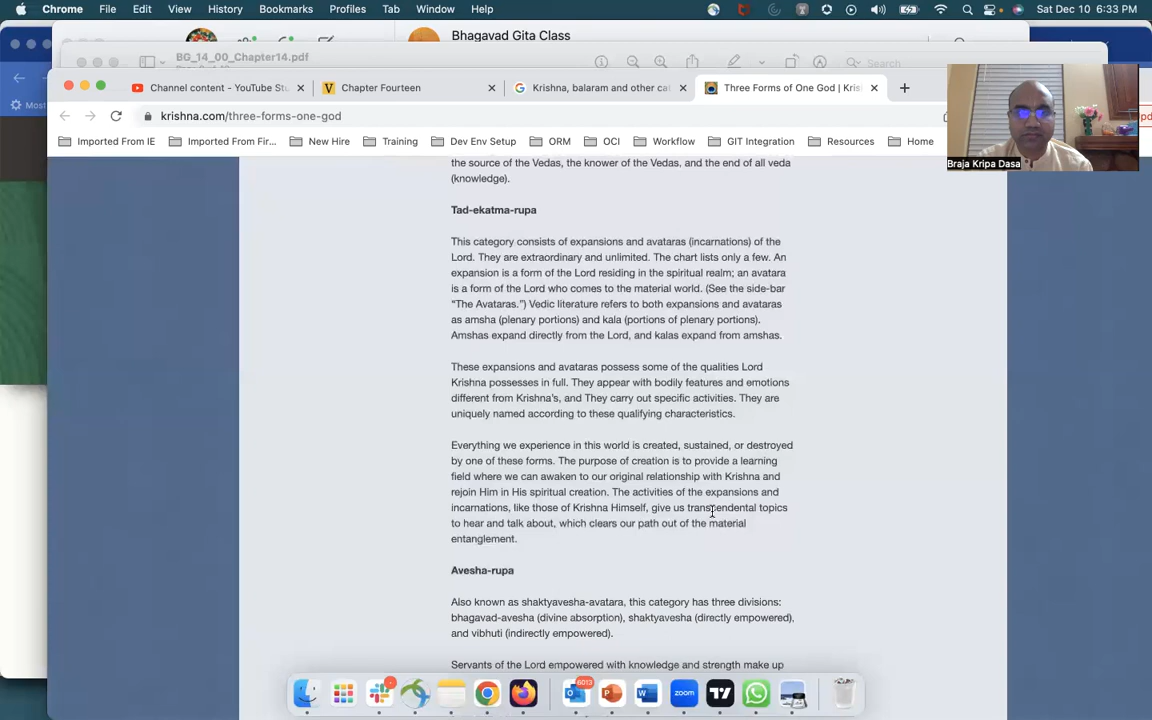 Chrome File Edit View History Bookmarks Profiles Tab Window Help Sat Dec 10 6:33 PM
Bhagavad Gita Class
BG_14_00_Chapter14.pdf
Search
Channel content - YouTube Stu Chapter Fourteen Krishna, balaram and other ca Three Forms of One God | Kris
krishna.com/three-forms-one-god
Most
Imported From IE Imported From Fir... New Hire Training Dev Env Setup ORM OCI Workflow GIT Integration Resources Home
Braja Kripa Dasa
the source of the Vedas, the knower of the Vedas, and the end of all veda
(knowledge).
Tad-ekatma-rupa
This category consists of expansions and avataras (incarnations) of the
Lord. They are extraordinary and unlimited. The chart lists only a few. An
expansion is a form of the Lord residing in the spiritual realm; an avatara
is a form of the Lord who comes to the material world. (See the side-bar
“The Avataras.”) Vedic literature refers to both expansions and avataras
as amsha (plenary portions) and kala (portions of plenary portions).
Amshas expand directly from the Lord, and kalas expand from amshas.
These expansions and avataras possess some of the qualities Lord
Krishna possesses in full. They appear with bodily features and emotions
different from Krishna’s, and They carry out specific activities. They are
uniquely named according to these qualifying characteristics.
Everything we experience in this world is created, sustained, or destroyed
by one of these forms. The purpose of creation is to provide a learning
field where we can awaken to our original relationship with Krishna and
rejoin Him in His spiritual creation. The activities of the expansions and
incarnations, like those of Krishna Himself, give us transcendental topics
to hear and talk about, which clears our path out of the material
entanglement.
Avesha-rupa
Also known as shaktyavesha-avatara, this category has three divisions:
bhagavad-avesha (divine absorption), shaktyavesha (directly empowered),
and vibhuti (indirectly empowered).
Servants of the Lord empowered with knowledge and strength make up
6013
zoom